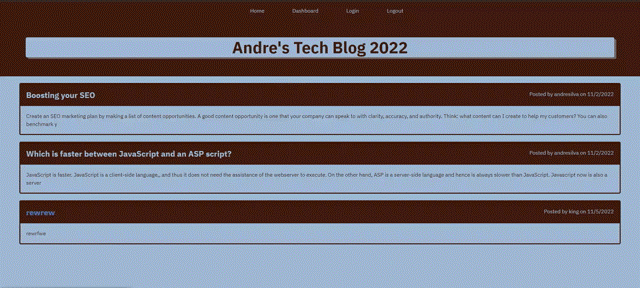 Home Dashboard Login Logout
Andre's Tech Blog 2022
Boosting your SEO Posted by andresilva on 11/2/2022
Create an SEO marketing plan by making a list of content opportunities. A good content opportunity is one that your company can speak to with clarity, accuracy, and authority. Think: what content can I create to help my customers? You can also
benchmark y
Which is faster between JavaScript and an ASP script? Posted by andresilva on 11/2/2022
JavaScript is faster. JavaScript is a client-side language, and thus it does not need the assistance of the webserver to execute. On the other hand, ASP is a server-side language and hence is always slower than JavaScript. Javascript now is also a
server
rewrew Posted by king on 11/5/2022